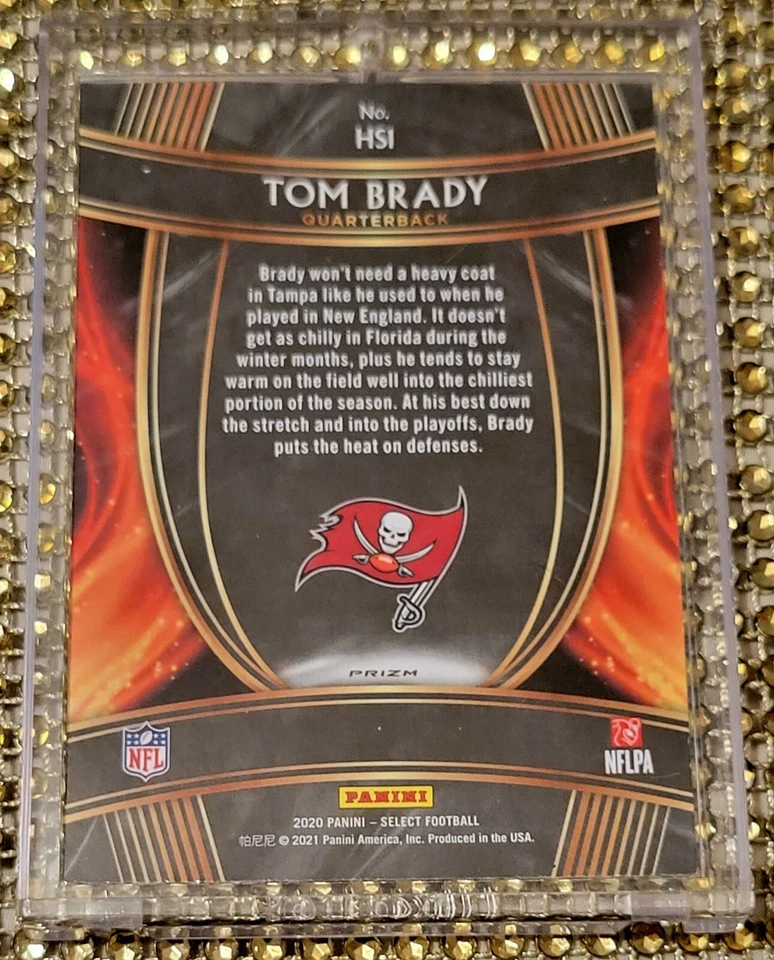 No.
HS1
TOM BRADY
QUARTERBACK
Brady won't need a heavy coat
in Tampa like he used to when he
played in New England. It doesn't
get as chilly in Florida during the
winter months, plus he tends to stay
warm on the field well into the chilliest
portion of the season. At his best down
the stretch and into the playoffs, Brady
puts the heat on defenses.
PRIZM
NFL
NFLPA
PANINI
2020 PANINI – SELECT FOOTBALL
帕尼尼 © 2021 Panini America, Inc. Produced in the USA.